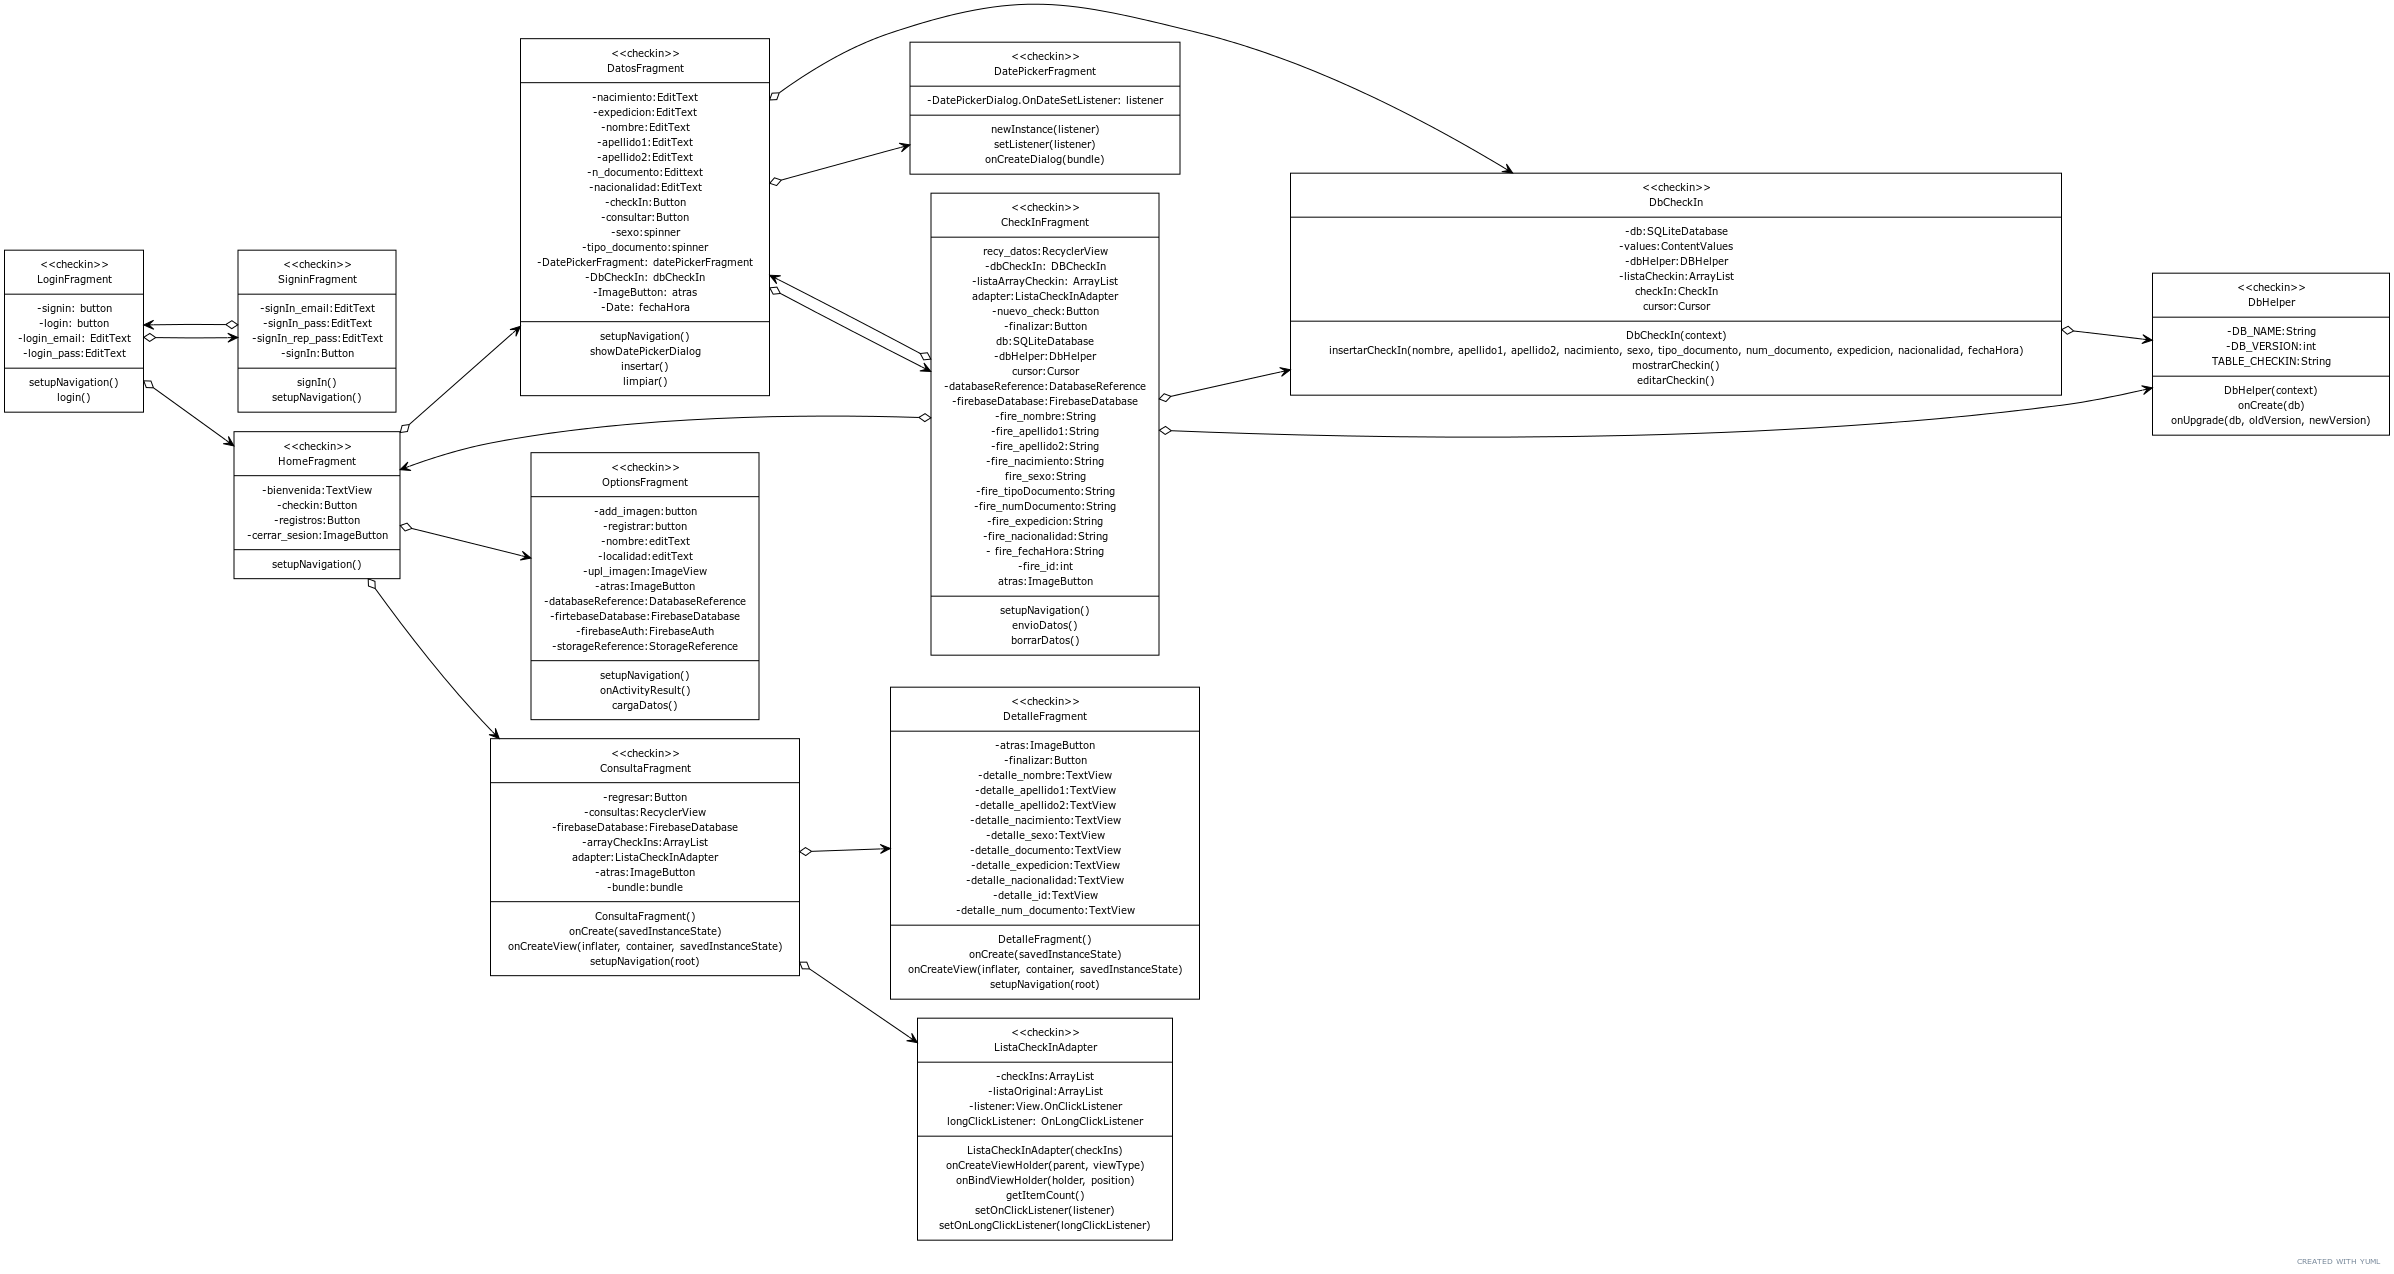 <<checkin>>
LoginFragment
-signin: button
-login: button
-login_email: EditText
-login_pass:EditText
setupNavigation()
login()
<<checkin>>
SigninFragment
-signIn_email:EditText
-signIn_pass:EditText
-signIn_rep_pass:EditText
-signIn:Button
signIn()
setupNavigation()
<<checkin>>
HomeFragment
-bienvenida:TextView
-checkin:Button
-registros:Button
-cerrar_sesion:ImageButton
setupNavigation()
<<checkin>>
DatosFragment
-nacimiento:EditText
-expedicion:EditText
-nombre:EditText
-apellido1:EditText
-apellido2:EditText
-n_documento:Edittext
-nacionalidad:EditText
-checkIn:Button
-consultar:Button
-sexo:spinner
-tipo_documento:spinner
-DatePickerFragment: datePickerFragment
-DbCheckIn: dbCheckIn
-ImageButton: atras
-Date: fechaHora
setupNavigation()
showDatePickerDialog
insertar()
limpiar()
<<checkin>>
OptionsFragment
-add_imagen:button
-registrar:button
-nombre:editText
-localidad:editText
-upl_imagen:ImageView
-atras:ImageButton
-databaseReference:DatabaseReference
-firtebaseDatabase:FirebaseDatabase
-firebaseAuth:FirebaseAuth
-storageReference:StorageReference
setupNavigation()
onActivityResult()
cargaDatos()
<<checkin>>
ConsultaFragment
-regresar:Button
-consultas:RecyclerView
-firebaseDatabase:FirebaseDatabase
-arrayCheckIns:ArrayList
adapter:ListaCheckInAdapter
-atras:ImageButton
-bundle:bundle
ConsultaFragment()
onCreate(savedInstanceState)
onCreateView(inflater, container, savedInstanceState)
setupNavigation(root)
<<checkin>>
DatePickerFragment
-DatePickerDialog.OnDateSetListener: listener
newInstance(listener)
setListener(listener)
onCreateDialog(bundle)
<<checkin>>
CheckInFragment
recy_datos:RecyclerView
-dbCheckIn: DBCheckIn
-listaArrayCheckin: ArrayList
adapter:ListaCheckInAdapter
-nuevo_check:Button
-finalizar:Button
db:SQLiteDatabase
-dbHelper:DbHelper
cursor:Cursor
-databaseReference:DatabaseReference
-firebaseDatabase:FirebaseDatabase
-fire_nombre:String
-fire_apellido1:String
-fire_apellido2:String
-fire_nacimiento:String
fire_sexo:String
-fire_tipoDocumento:String
-fire_numDocumento:String
-fire_expedicion:String
-fire_nacionalidad:String
- fire_fechaHora:String
-fire_id:int
atras:ImageButton
setupNavigation()
envioDatos()
borrarDatos()
<<checkin>>
DetalleFragment
-atras:ImageButton
-finalizar:Button
-detalle_nombre:TextView
-detalle_apellido1:TextView
-detalle_apellido2:TextView
-detalle_nacimiento:TextView
-detalle_sexo:TextView
-detalle_documento:TextView
-detalle_expedicion:TextView
-detalle_nacionalidad:TextView
-detalle_id:TextView
-detalle_num_documento:TextView
DetalleFragment()
onCreate(savedInstanceState)
onCreateView(inflater, container, savedInstanceState)
setupNavigation(root)
<<checkin>>
ListaCheckInAdapter
-checkIns:ArrayList
-listaOriginal:ArrayList
-listener:View.OnClickListener
longClickListener: OnLongClickListener
ListaCheckInAdapter(checkIns)
onCreateViewHolder(parent, viewType)
onBindViewHolder(holder, position)
getItemCount()
setOnClickListener(listener)
setOnLongClickListener(longClickListener)
<<checkin>>
DbCheckIn
-db:SQLiteDatabase
-values:ContentValues
-dbHelper:DBHelper
-listaCheckin:ArrayList
checkIn:CheckIn
cursor:Cursor
DbCheckIn(context)
insertarCheckIn(nombre, apellido1, apellido2, nacimiento, sexo, tipo_documento, num_documento, expedicion, nacionalidad, fechaHora)
mostrarCheckin()
editarCheckin()
<<checkin>>
DbHelper
-DB_NAME:String
-DB_VERSION:int
TABLE_CHECKIN:String
DbHelper(context)
onCreate(db)
onUpgrade(db, oldVersion, newVersion)
CREATED WITH YUML